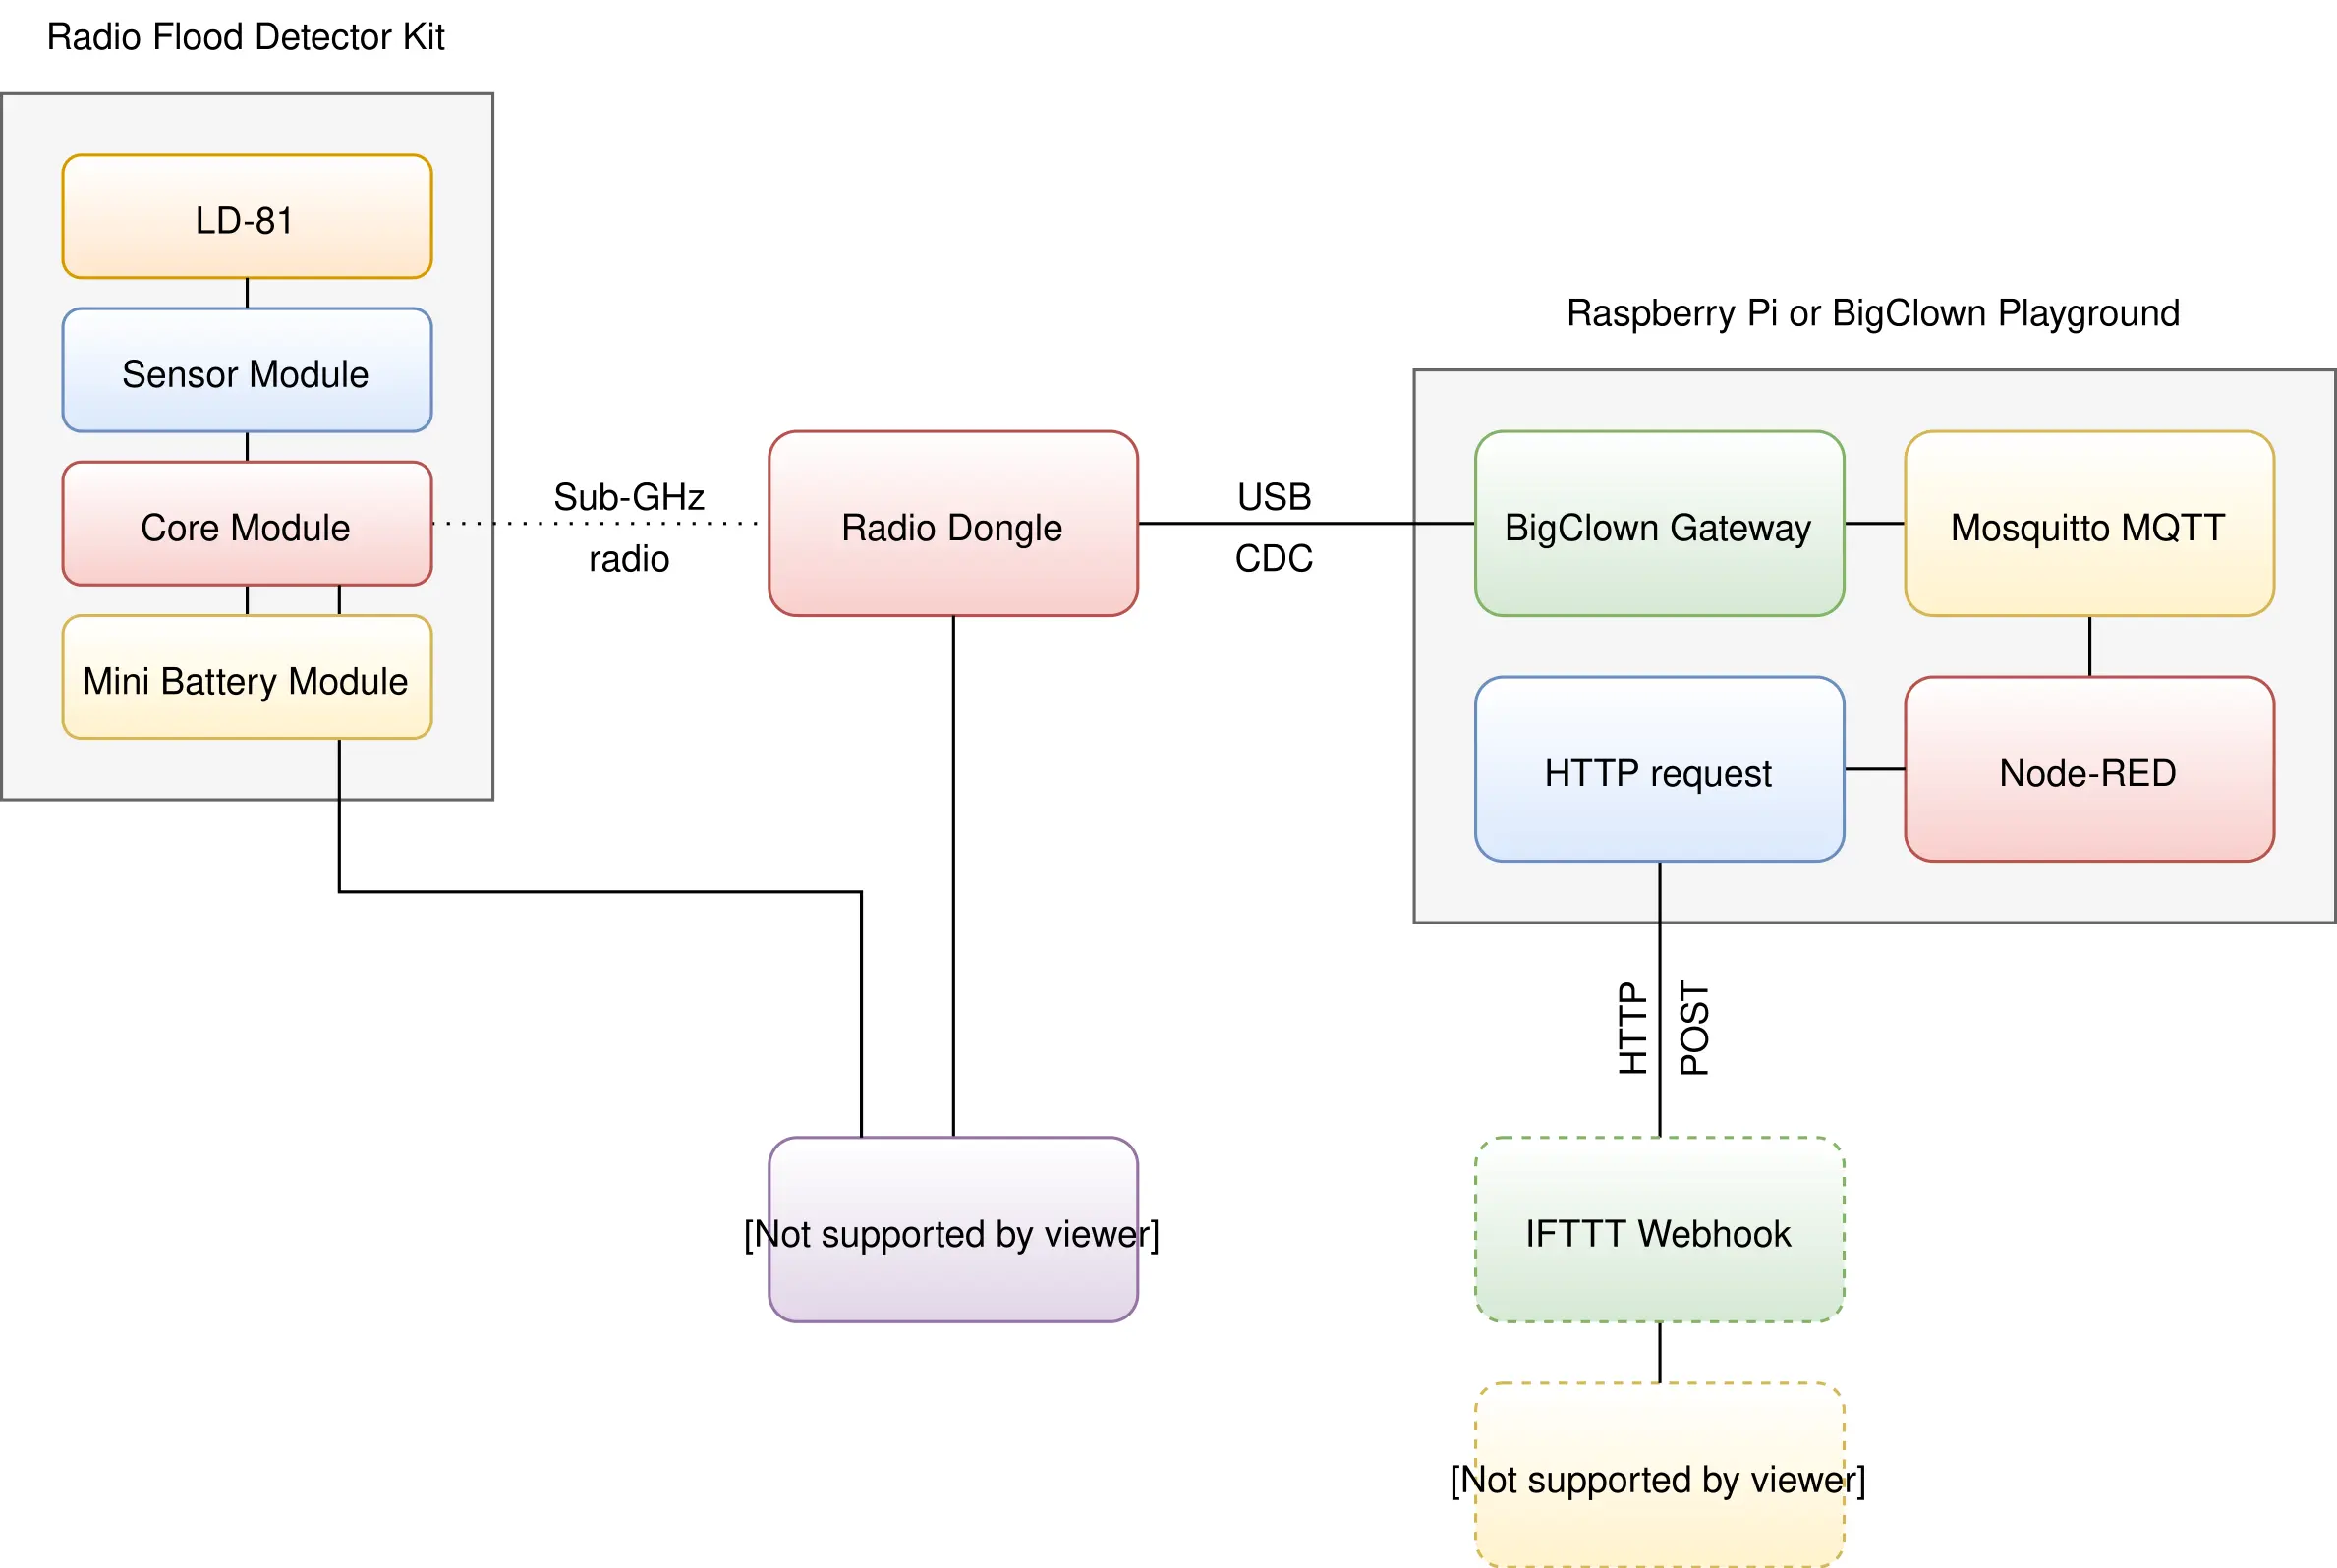 Radio Flood Detector Kit
LD-81
Sensor Module
Core Module
Mini Battery Module
Sub-GHz
radio
Radio Dongle
USB
CDC
Raspberry Pi or BigClown Playground
BigClown Gateway
Mosquitto MQTT
HTTP request
Node-RED
HTTP
POST
[Not supported by viewer]
IFTTT Webhook
[Not supported by viewer]